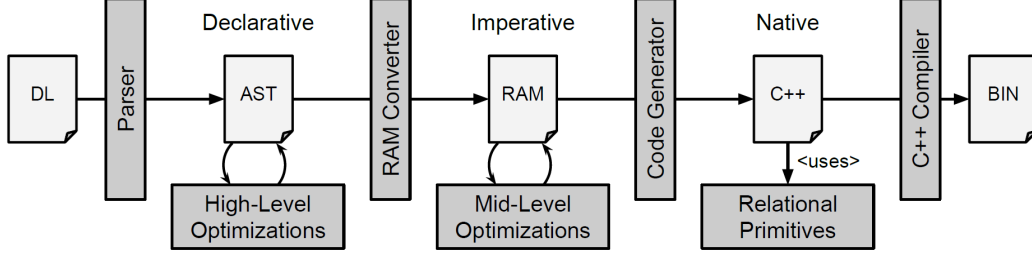 Declarative
Imperative
Native
DL
Parser
AST
RAM Converter
RAM
Code Generator
C++
C++ Compiler
BIN
<uses>
High-Level
Optimizations
Mid-Level
Optimizations
Relational
Primitives